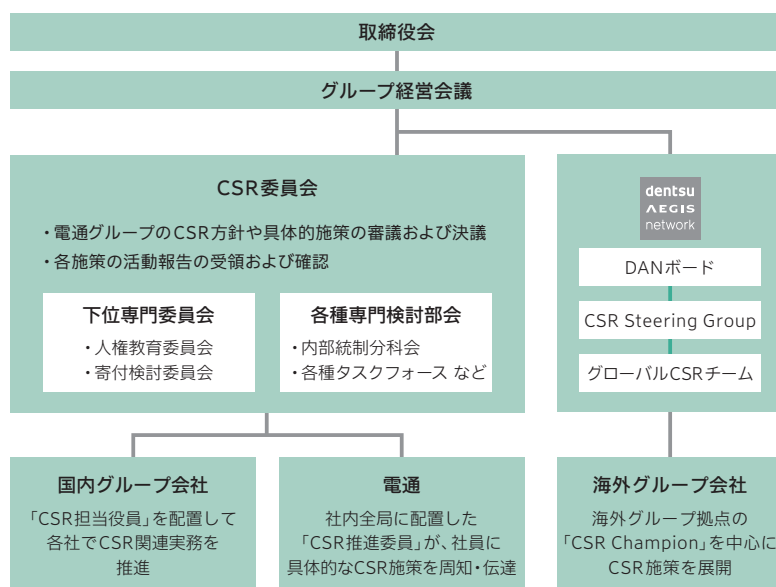 取締役会
グループ経営会議
CSR委員会
・電通グループのCSR方針や具体的施策の審議および決議
・各施策の活動報告の受領および確認
下位専門委員会
・人権教育委員会
・寄付検討委員会
各種専門検討部会
・内部統制分科会
・各種タスクフォース など
dentsu
AEGIS
network
DANボード
CSR Steering Group
グローバルCSRチーム
国内グループ会社
「CSR担当役員」を配置して
各社でCSR関連実務を
推進
電通
社内全局に配置した
「CSR推進委員」が、社員に
具体的なCSR施策を周知・伝達
海外グループ会社
海外グループ拠点の
「CSR Champion」を中心に
CSR施策を展開